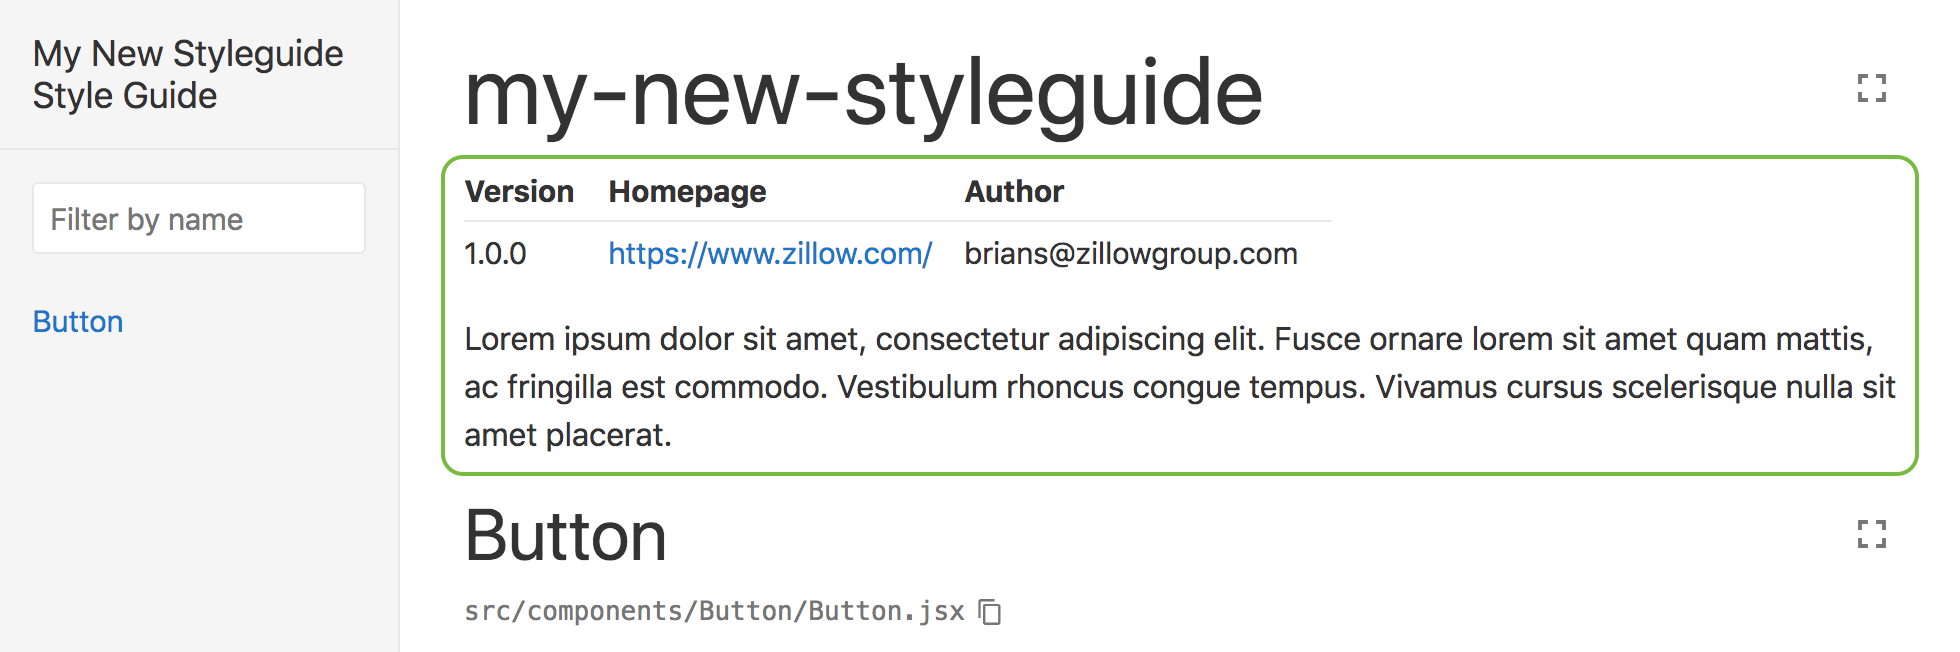 My New Styleguide
Style Guide
Filter by name
Button
my-new-styleguide
Version Homepage Author
1.0.0 https://www.zillow.com/ brians@zillowgroup.com
Lorem ipsum dolor sit amet, consectetur adipiscing elit. Fusce ornare lorem sit amet quam mattis,
ac fringilla est commodo. Vestibulum rhoncus congue tempus. Vivamus cursus scelerisque nulla sit
amet placerat.
Button
src/components/Button/Button.jsx